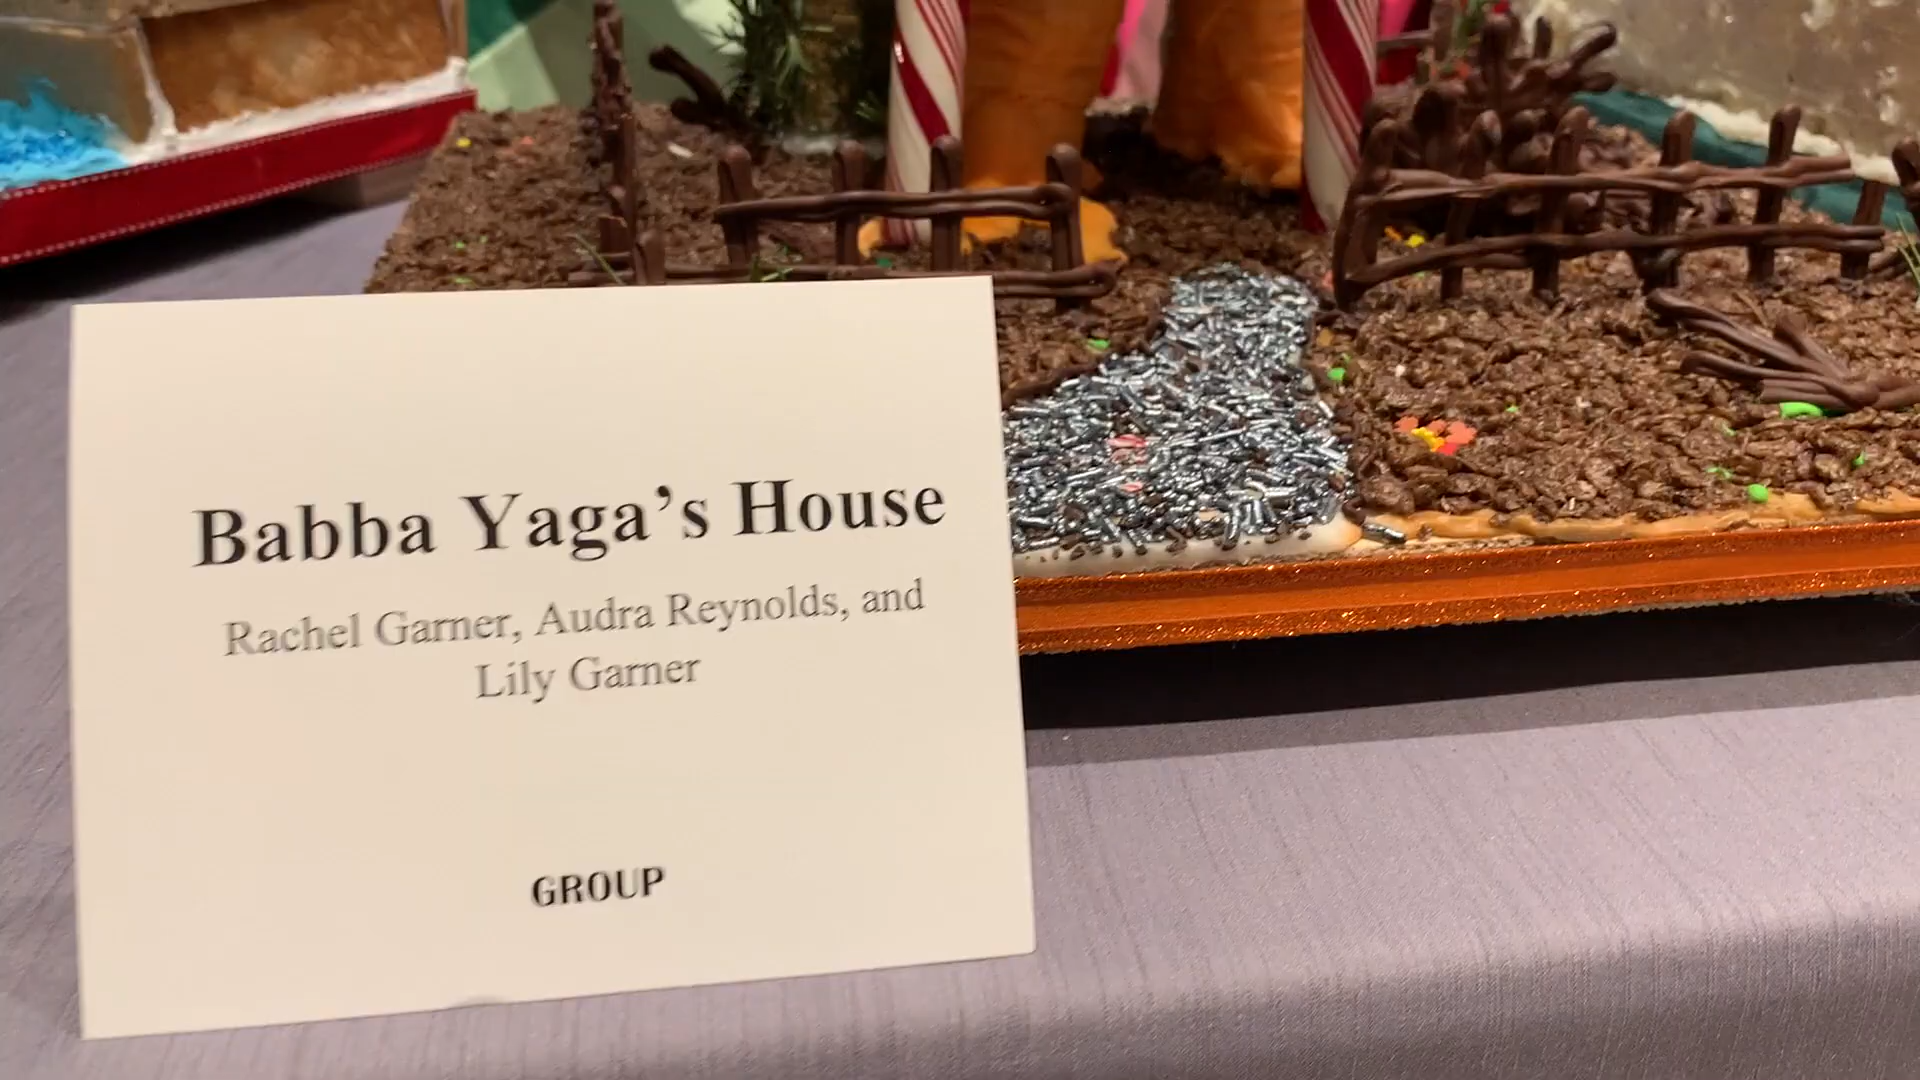 Babba Yaga's House
Rachel Garner, Audra Reynolds, and
Lily Garner
GROUP